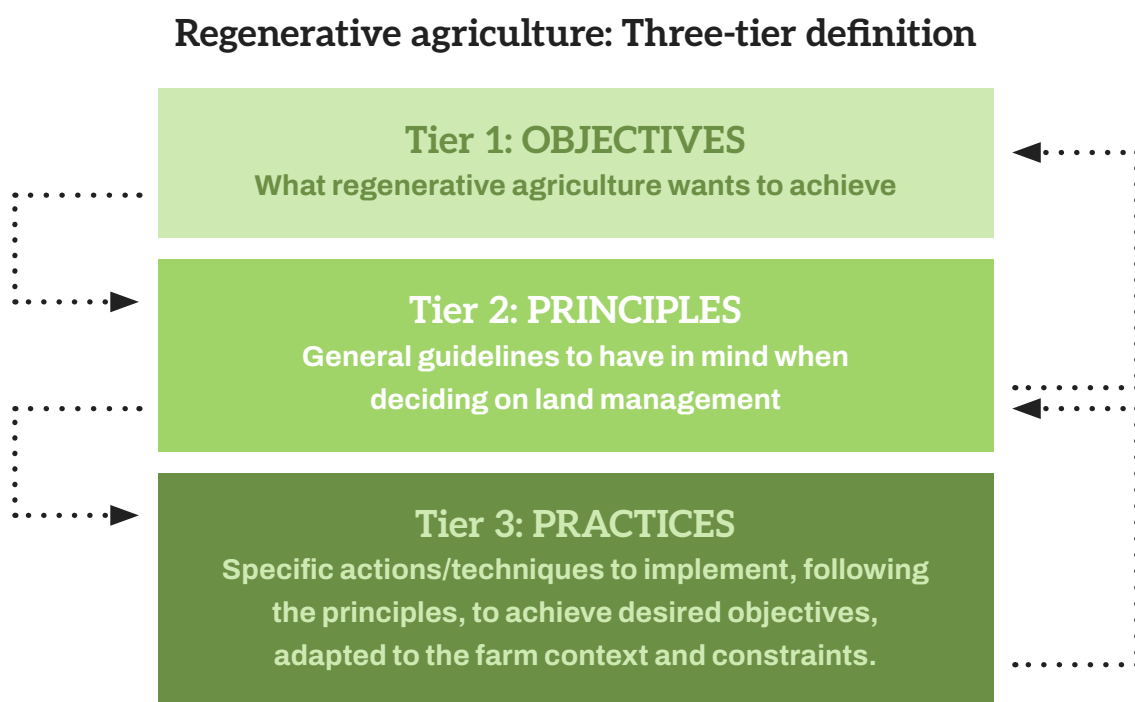 Regenerative agriculture: Three-tier definition
Tier 1: OBJECTIVES
What regenerative agriculture wants to achieve
Tier 2: PRINCIPLES
General guidelines to have in mind when
deciding on land management
Tier 3: PRACTICES
Specific actions/techniques to implement, following
the principles, to achieve desired objectives,
adapted to the farm context and constraints.